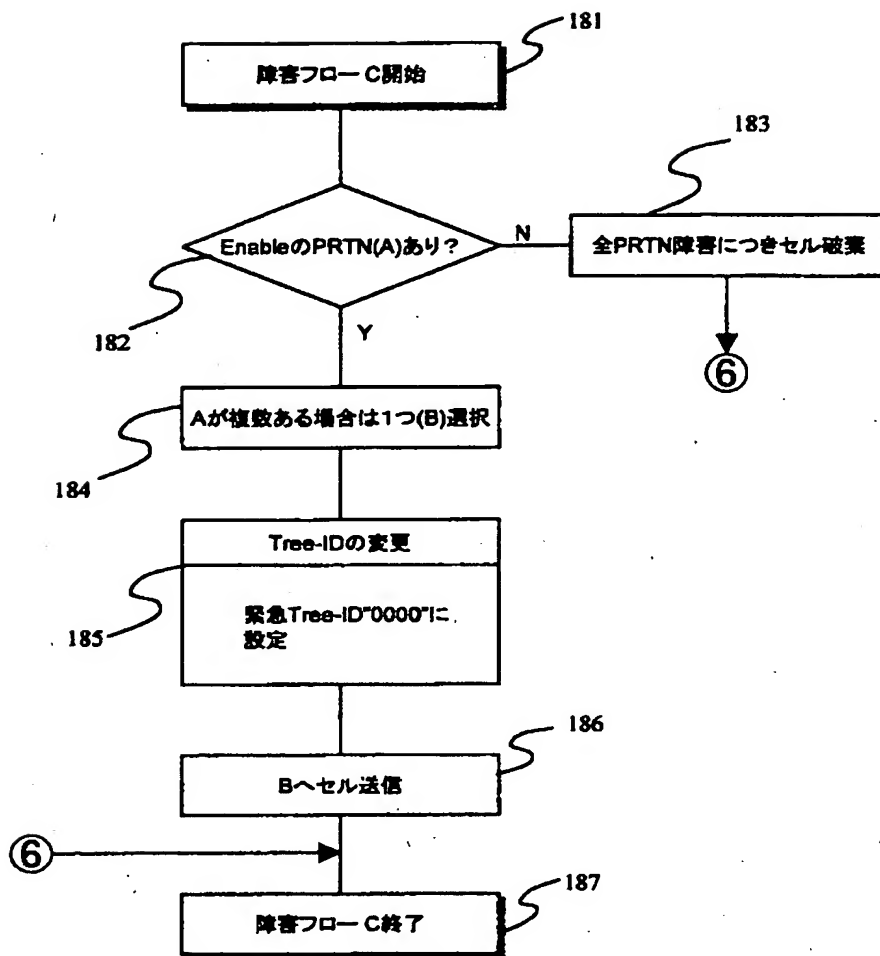 181
障害フロー C開始
183
EnableのPRTN(A)あり?
N
全PRTN障害につきセル破棄
182
Y
⑥
Aが複数ある場合は1つ(B)選択
184
Tree-IDの変更
緊急Tree-ID"0000"に
設定
185
186
Bへセル送信
⑥
187
障害フロー C終了